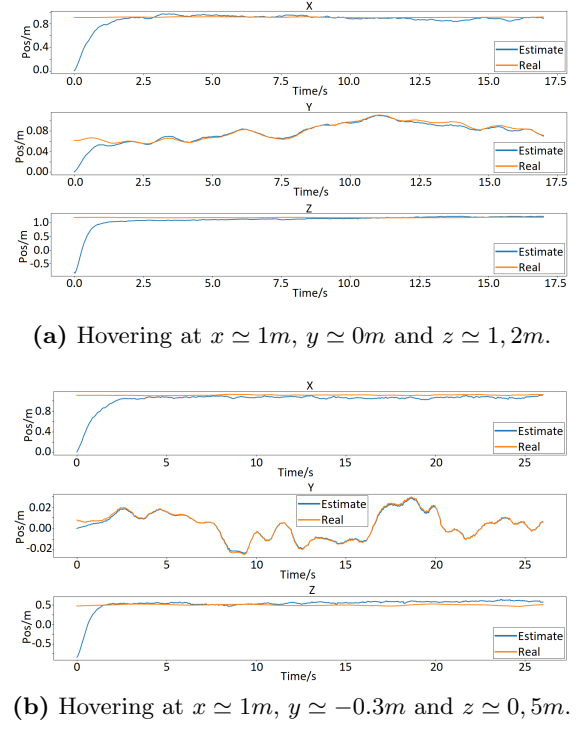 X
Pos/m
0.8
0.4
0.0
Estimate
Real
0.0 2.5 5.0 7.5 10.0 12.5 15.0 17.5
Time/s
Y
Pos/m
0.08
0.04
0.00
Estimate
Real
0.0 2.5 5.0 7.5 10.0 12.5 15.0 17.5
Time/s
Z
Pos/m
1.0
0.5
0.0
-0.5
Estimate
Real
0.0 2.5 5.0 7.5 10.0 12.5 15.0 17.5
Time/s
(a) Hovering at x ≃ 1m, y ≃ 0m and z ≃ 1, 2m.
X
Pos/m
0.8
0.4
0.0
Estimate
Real
0 5 10 15 20 25
Time/s
Y
Pos/m
0.02
0.00
-0.02
Estimate
Real
0 5 10 15 20 25
Time/s
Z
Pos/m
0.5
0.0
-0.5
Estimate
Real
0 5 10 15 20 25
Time/s
(b) Hovering at x ≃ 1m, y ≃ −0.3m and z ≃ 0, 5m.